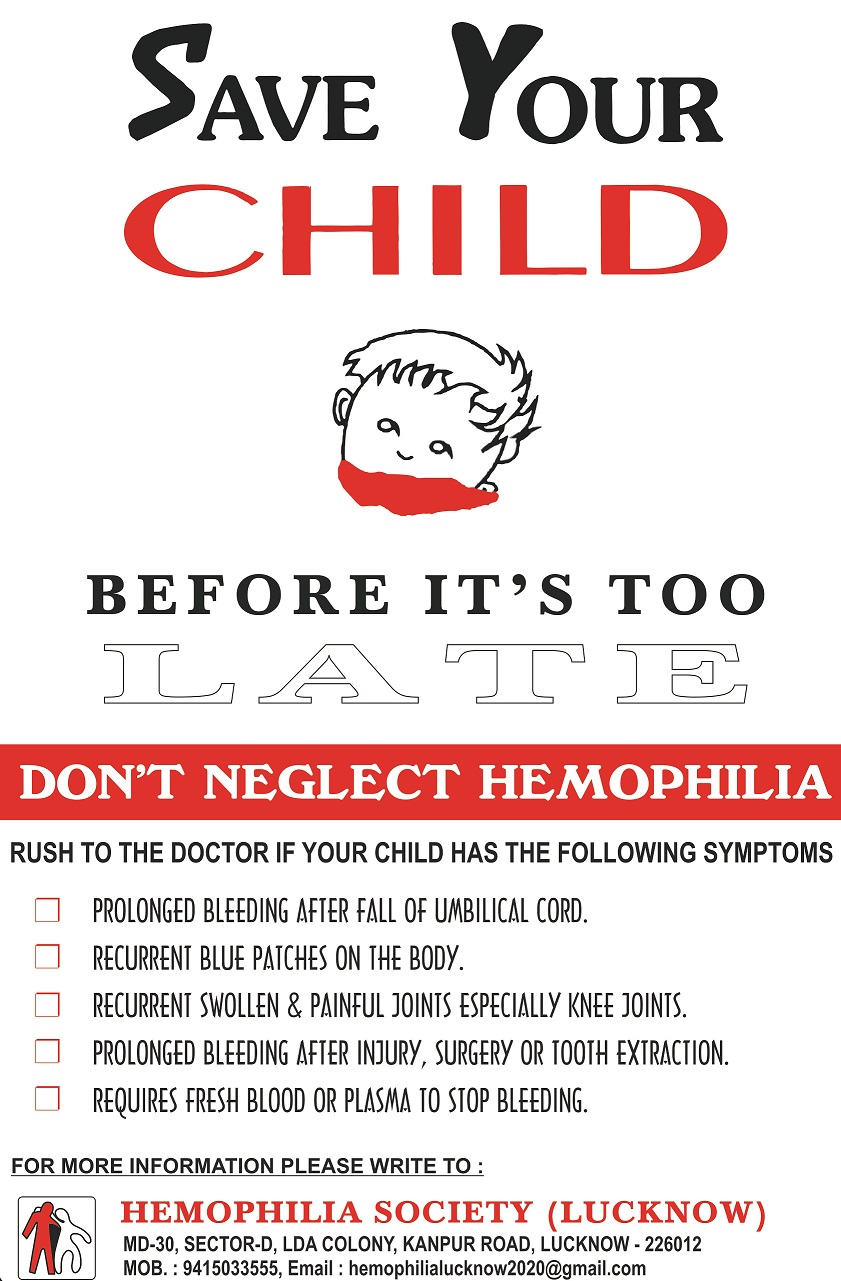 SAVE YOUR
CHILD
BEFORE IT'S TOO
LATE
DON'T NEGLECT HEMOPHILIA
RUSH TO THE DOCTOR IF YOUR CHILD HAS THE FOLLOWING SYMPTOMS
PROLONGED BLEEDING AFTER FALL OF UMBILICAL CORD.
RECURRENT BLUE PATCHES ON THE BODY.
RECURRENT SWOLLEN & PAINFUL JOINTS ESPECIALLY KNEE JOINTS.
PROLONGED BLEEDING AFTER INJURY, SURGERY OR TOOTH EXTRACTION.
REQUIRES FRESH BLOOD OR PLASMA TO STOP BLEEDING.
FOR MORE INFORMATION PLEASE WRITE TO :
HEMOPHILIA SOCIETY (LUCKNOW)
MD-30, SECTOR-D, LDA COLONY, KANPUR ROAD, LUCKNOW - 226012
MOB. : 9415033555, Email : hemophilialucknow2020@gmail.com